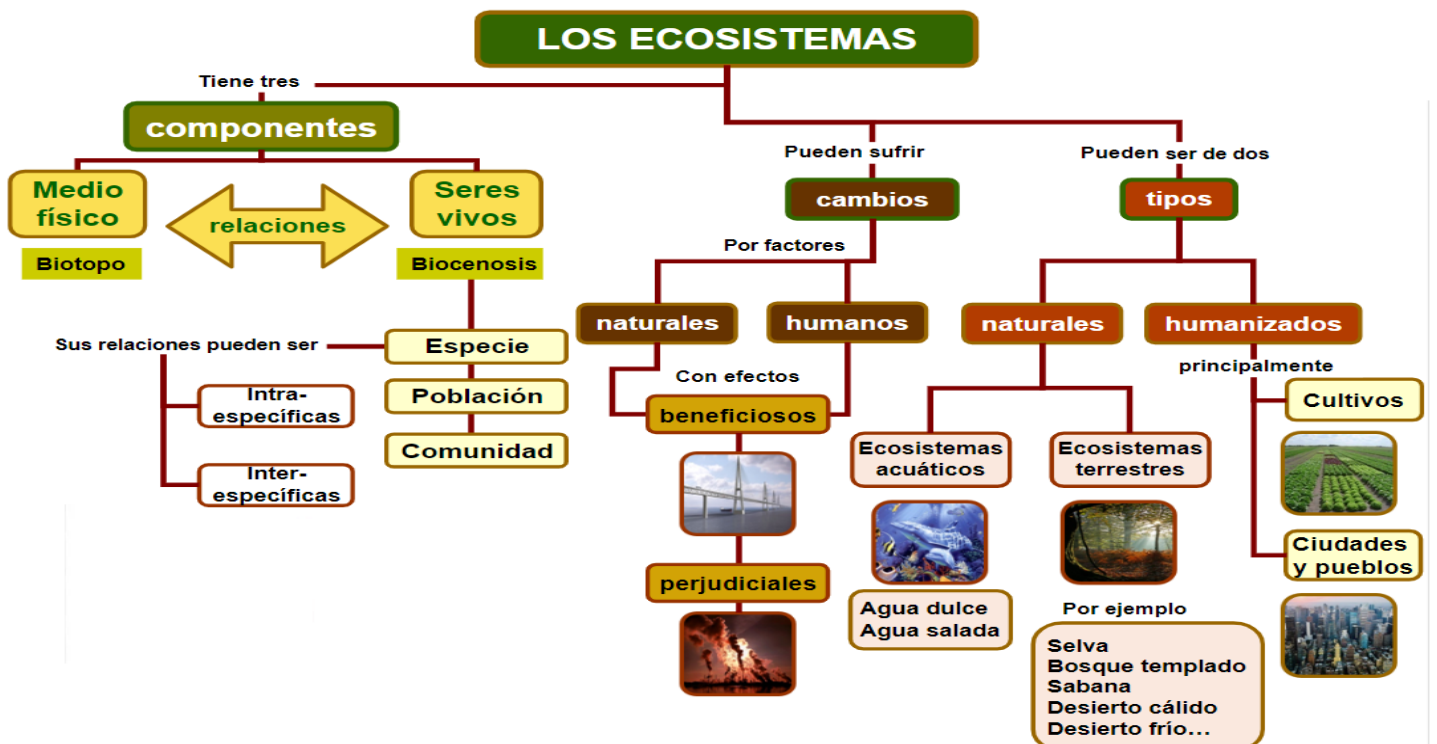 LOS ECOSISTEMAS
Tiene tres
componentes
Medio
físico
relaciones
Seres
vivos
Biotopo
Biocenosis
Sus relaciones pueden ser
Especie
Población
Comunidad
Intra-
específicas
Inter-
específicas
Pueden sufrir
cambios
Por factores
naturales
humanos
Con efectos
beneficiosos
perjudiciales
Pueden ser de dos
tipos
naturales
humanizados
Ecosistemas
acuáticos
Agua dulce
Agua salada
Ecosistemas
terrestres
Por ejemplo
Selva
Bosque templado
Sabana
Desierto cálido
Desierto frío...
principalmente
Cultivos
Ciudades
y pueblos